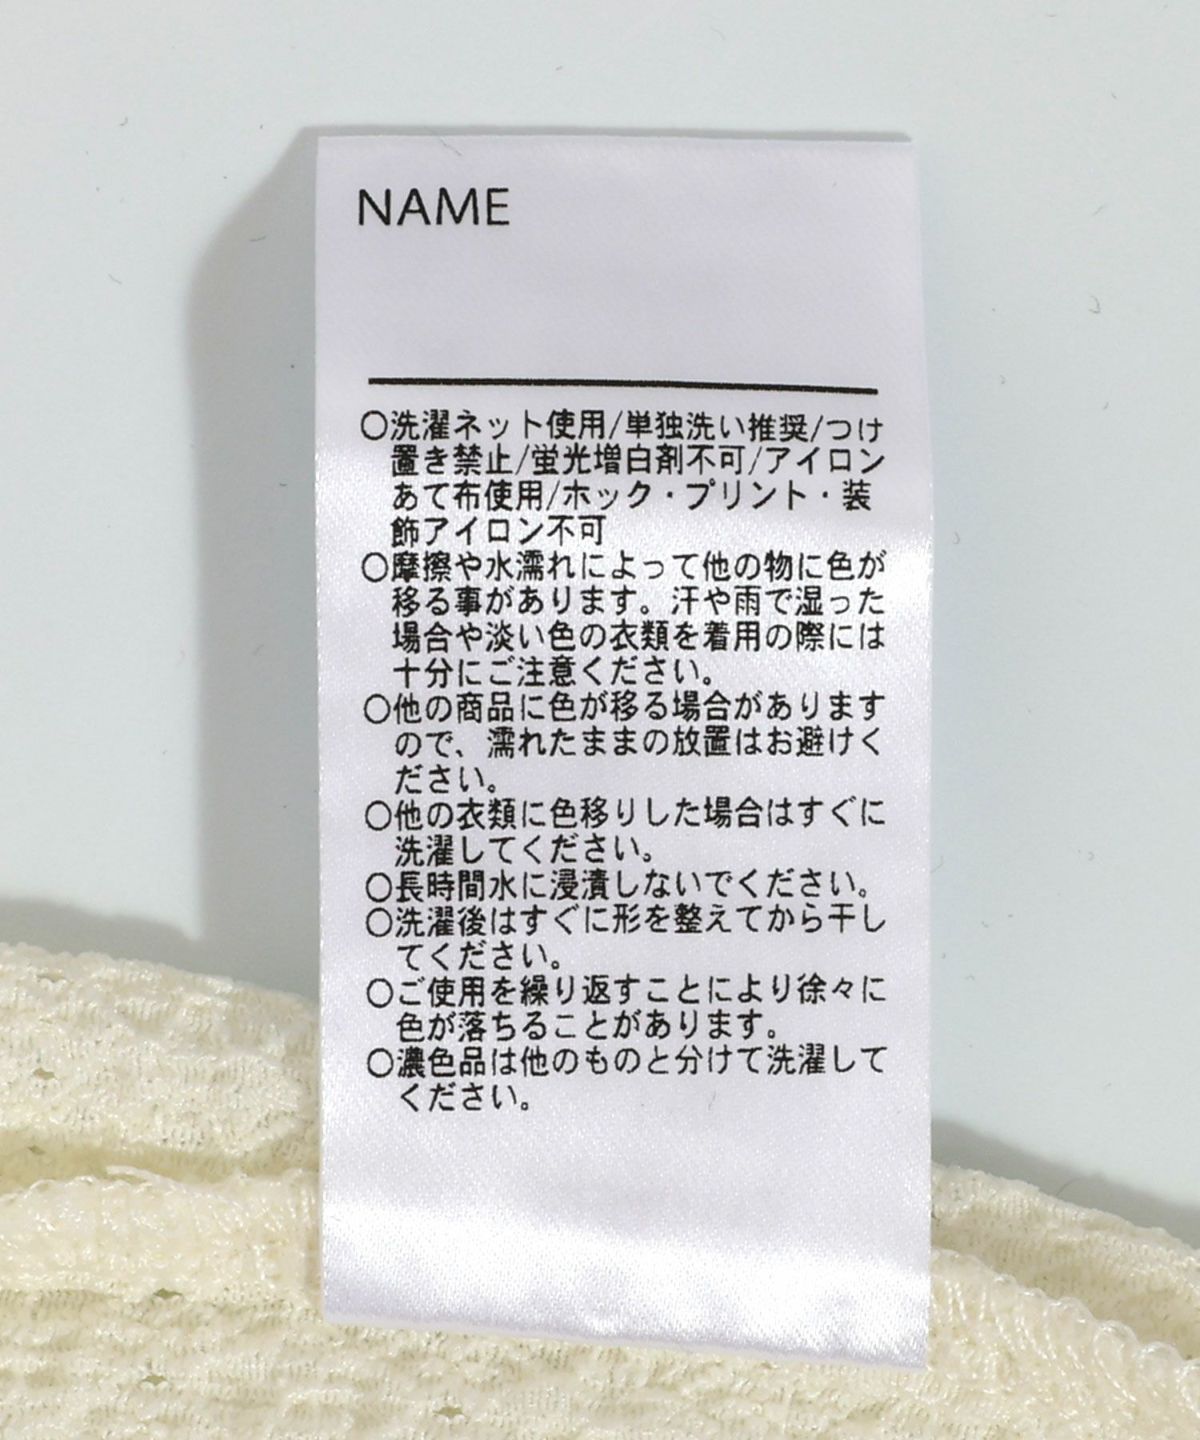 NAME
○洗濯ネット使用/単独洗い推奨/つけ
置き禁止/蛍光増白剤不可/アイロン
あて布使用/ホック・プリント・装
飾アイロン不可
○摩擦や水濡れによって他の物に色が
移る事があります。汗や雨で湿った
場合や淡い色の衣類を着用の際には
十分にご注意ください。
○他の商品に色が移る場合があります
ので、濡れたままの放置はお避けく
ださい。
○他の衣類に色移りした場合はすぐに
洗濯してください。
○長時間水に浸漬しないでください。
○洗濯後はすぐに形を整えてから干し
てください。
○ご使用を繰り返すことにより徐々に
色が落ちることがあります。
○濃色品は他のものと分けて洗濯して
ください。